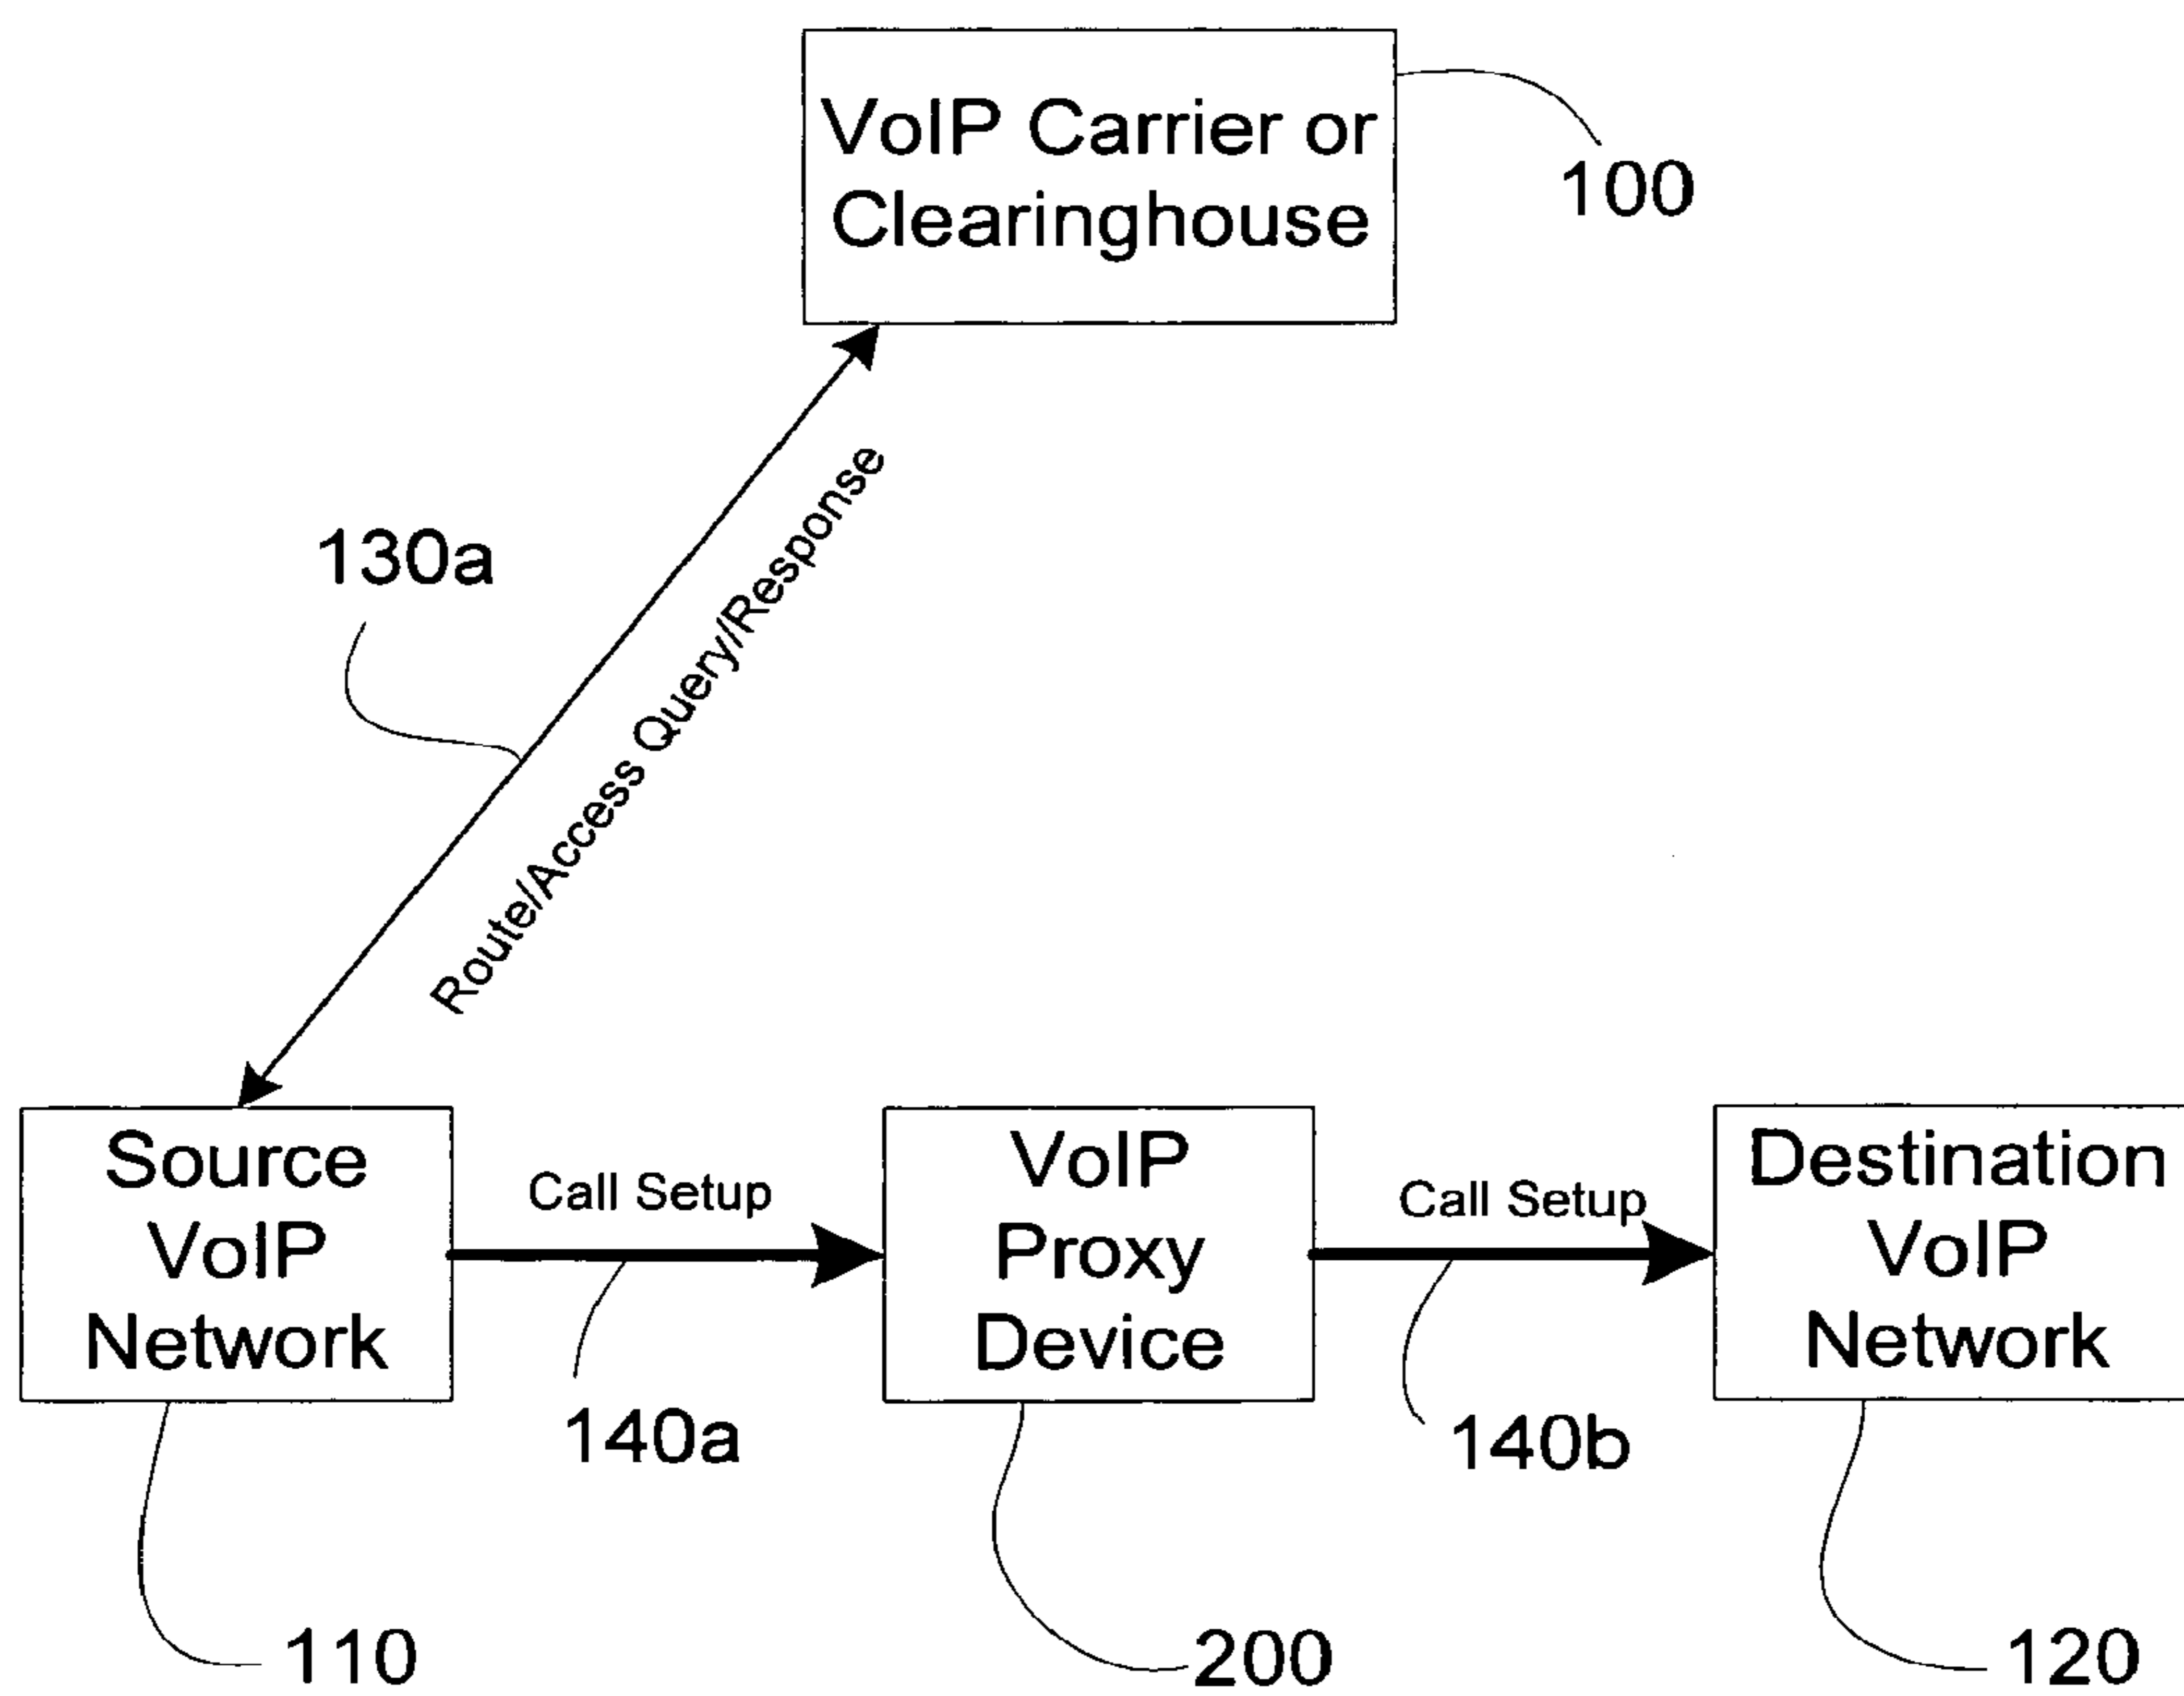 VoIP Carrier or
Clearinghouse
100
130a
Route/Access Query/Response
Source
VoIP
Network
Call Setup
VoIP
Proxy
Device
Call Setup
Destination
VoIP
Network
140a
140b
110
200
120